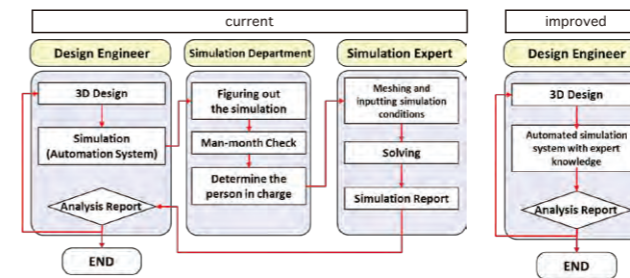 current
improved
Design Engineer
3D Design
Simulation
(Automation System)
Analysis Report
END
Simulation Department
Figuring out
the simulation
Man-month Check
Determine the
person in charge
Simulation Expert
Meshing and
inputting simulation
conditions
Solving
Simulation Report
Design Engineer
3D Design
Automated simulation
system with expert
knowledge
Analysis Report
END